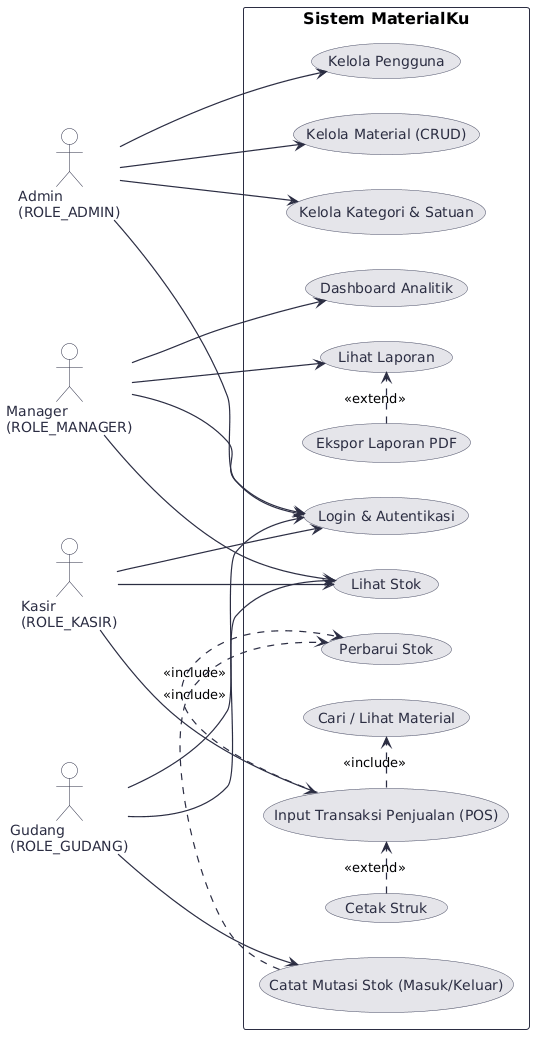 Sistem MaterialKu
Kelola Pengguna
Kelola Material (CRUD)
Admin
(ROLE_ADMIN)
Kelola Kategori & Satuan
Dashboard Analitik
Lihat Laporan
«extend»
Manager
(ROLE_MANAGER)
Ekspor Laporan PDF
Login & Autentikasi
Lihat Stok
Kasir
(ROLE_KASIR)
Perbarui Stok
«include»
«include»
Cari / Lihat Material
«include»
Input Transaksi Penjualan (POS)
Gudang
(ROLE_GUDANG)
«extend»
Cetak Struk
Catat Mutasi Stok (Masuk/Keluar)